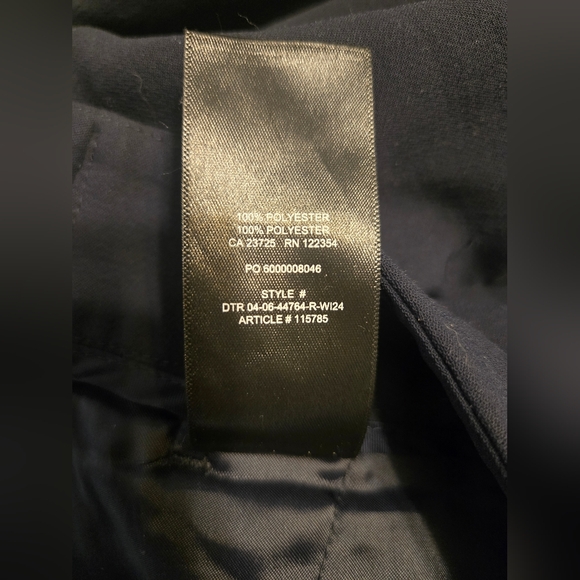 100% POLYESTER
100% POLYESTER
CA 23725 RN 122354
PO 6000008046
STYLE #
DTR 04-06-44764-R-WI24
ARTICLE # 115785